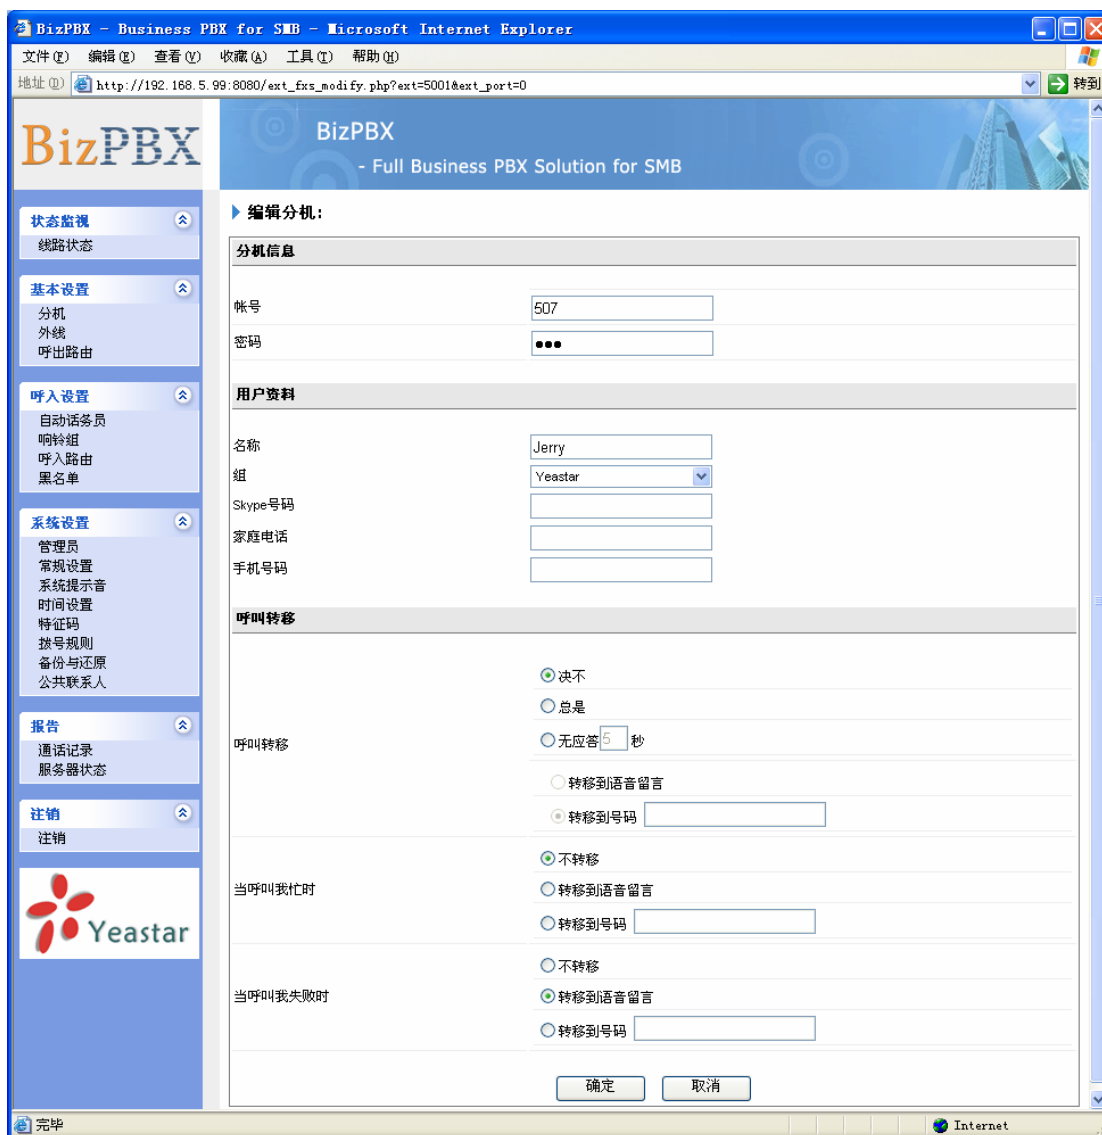 BizPBX - Business PBX for SMB - Microsoft Internet Explorer
文件(F) 编辑(E) 查看(V) 收藏(A) 工具(T) 帮助(H)
地址(D) http://192.168.5.99:8080/ext_fxs_modify.php?ext=5001&ext_port=0 转到
BizPBX
BizPBX
- Full Business PBX Solution for SMB
状态监视
线路状态
基本设置
分机
外线
呼出路由
呼入设置
自动话务员
响铃组
呼入路由
黑名单
系统设置
管理员
常规设置
系统提示音
时间设置
特征码
拨号规则
备份与还原
公共联系人
报告
通话记录
服务器状态
注销
注销
Yeastar
编辑分机:
分机信息
帐号 507
密码 ●●●
用户资料
名称 Jerry
组 Yeastar
Skype号码
家庭电话
手机号码
呼叫转移
呼叫转移
决不
总是
无应答 5 秒
转移到语音留言
转移到号码
当呼叫我忙时
不转移
转移到语音留言
转移到号码
当呼叫我失败时
不转移
转移到语音留言
转移到号码
确定 取消
完毕 Internet